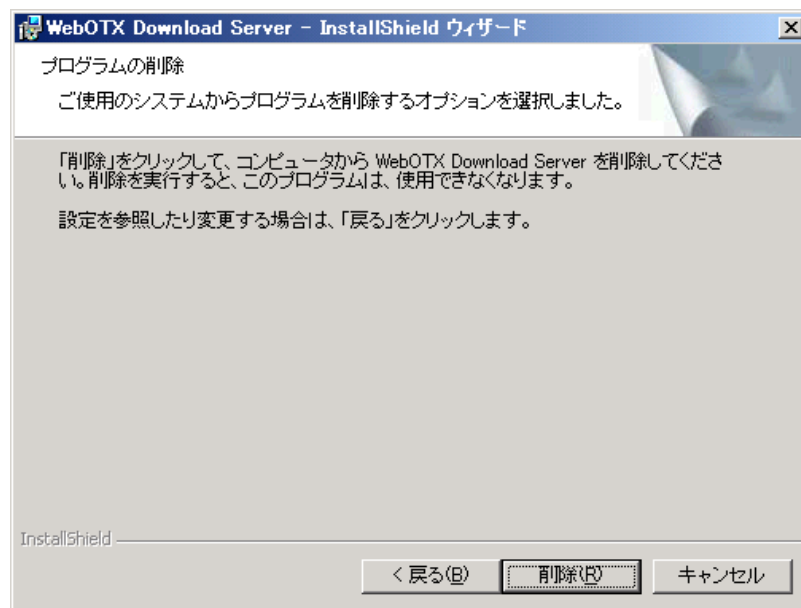 WebOTX Download Server - InstallShield ウィザード
プログラムの削除
ご使用のシステムからプログラムを削除するオプションを選択しました。
「削除」をクリックして、コンピュータから WebOTX Download Server を削除してくださ
い。削除を実行すると、このプログラムは、使用できなくなります。
設定を参照したり変更する場合は、「戻る」をクリックします。
InstallShield
< 戻る(B)
削除(R)
キャンセル